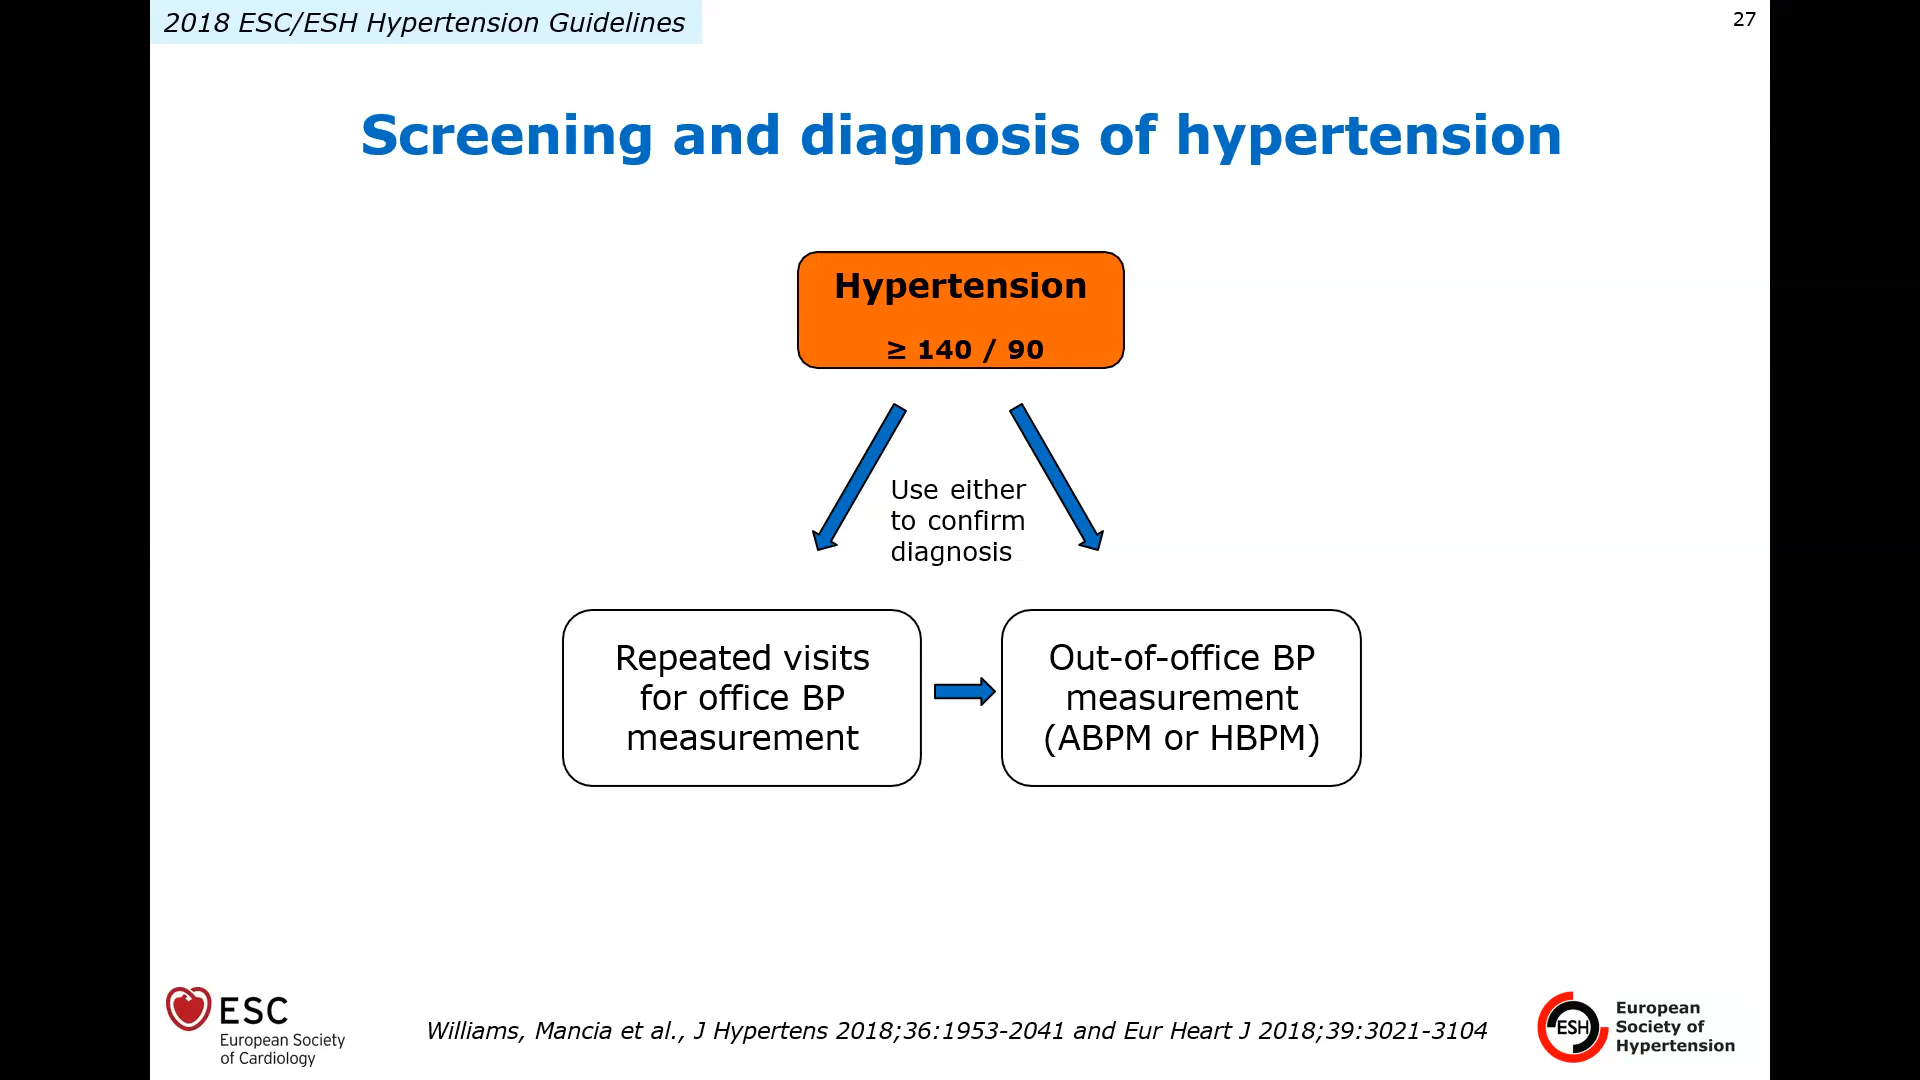 2018 ESC/ESH Hypertension Guidelines
27
Screening and diagnosis of hypertension
Hypertension
≥ 140 / 90
Use either
to confirm
diagnosis
Repeated visits
for office BP
measurement
Out-of-office BP
measurement
(ABPM or HBPM)
ESC
European Society
of Cardiology
Williams, Mancia et al., J Hypertens 2018;36:1953-2041 and Eur Heart J 2018;39:3021-3104
ESH
European
Society of
Hypertension